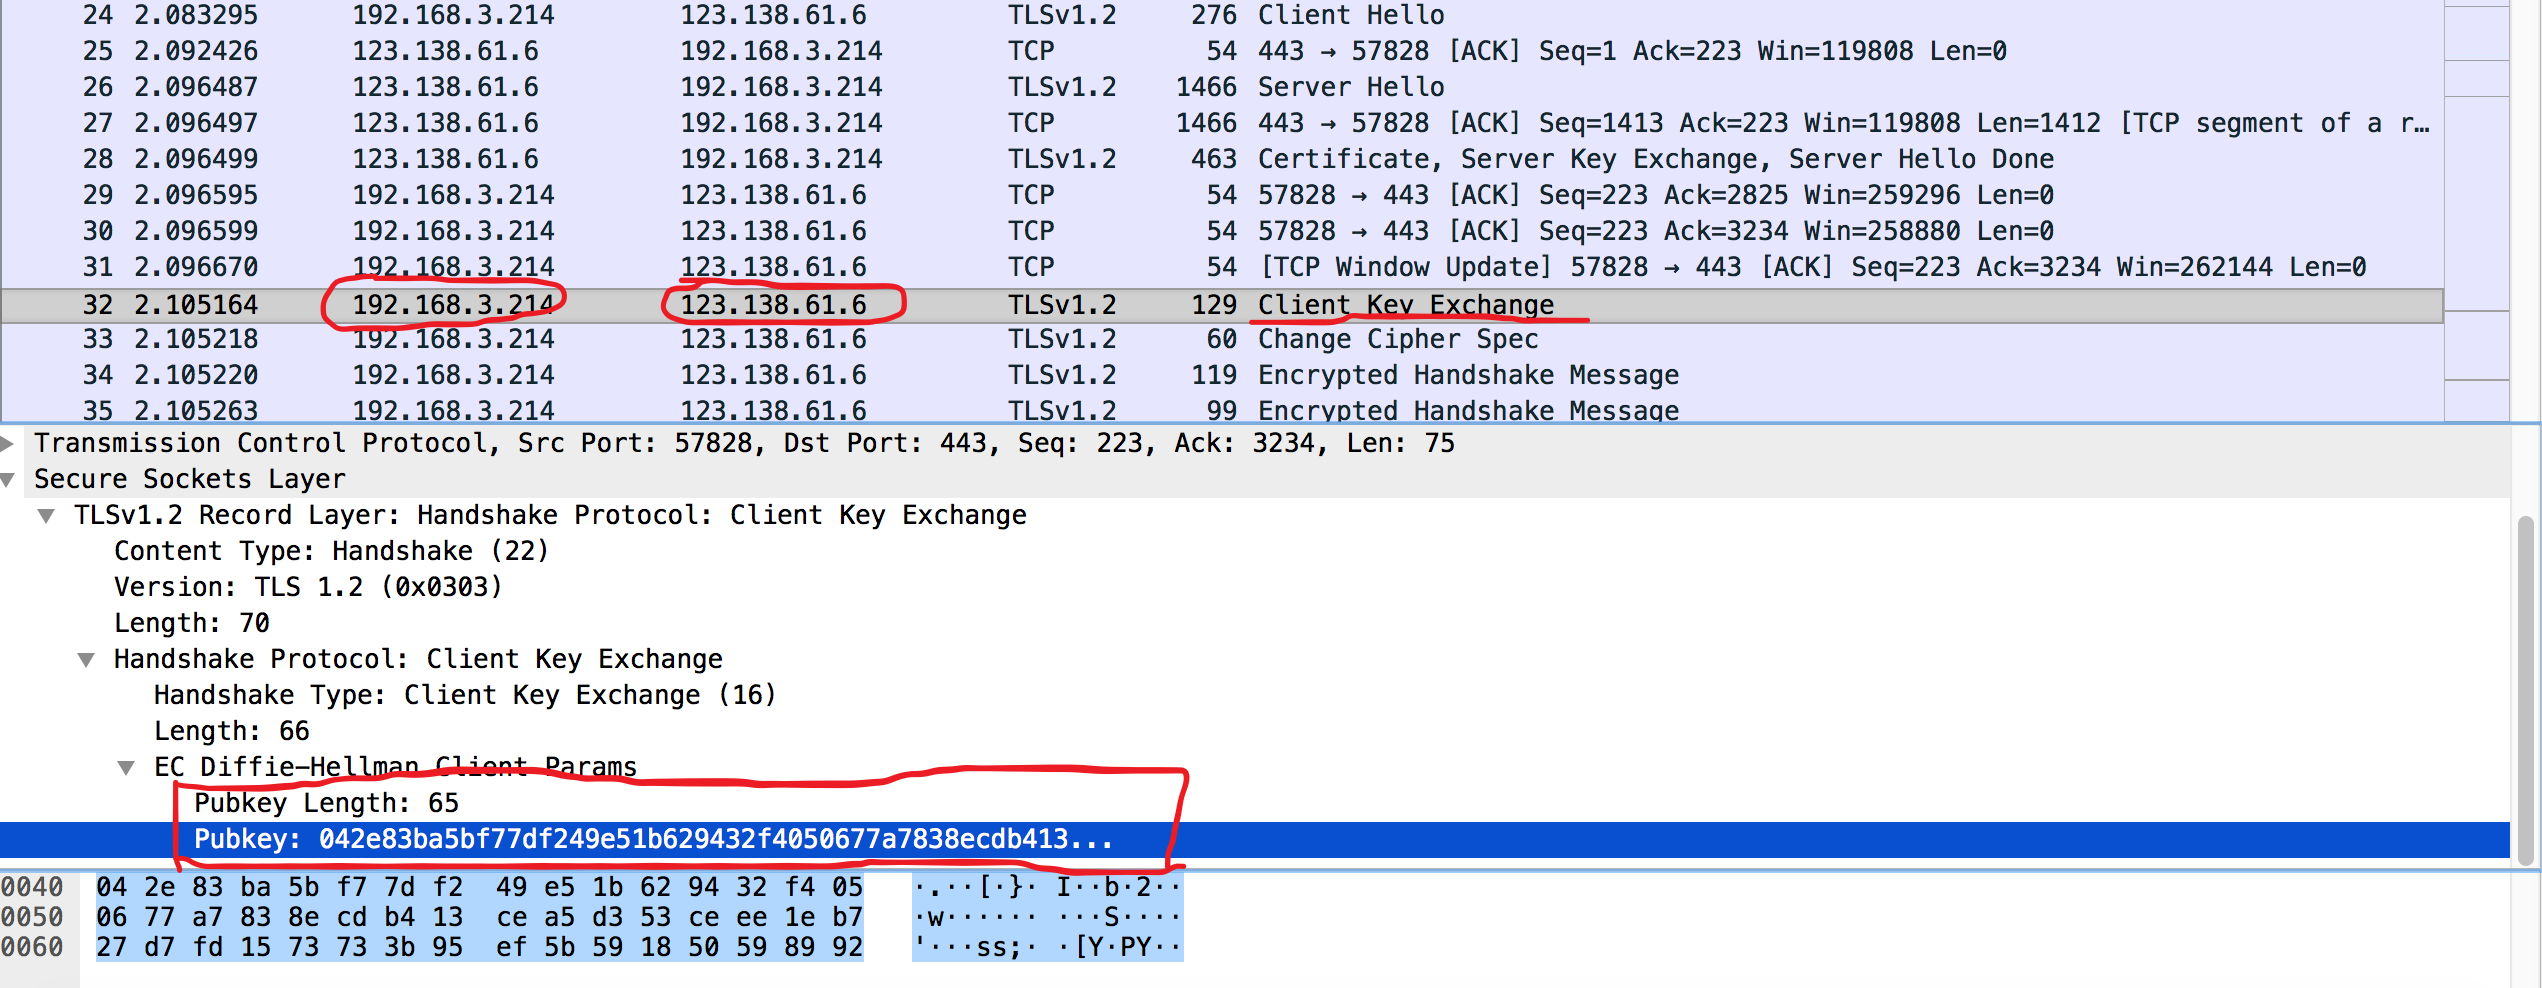 24 2.083295 192.168.3.214 123.138.61.6 TLSv1.2 276 Client Hello
25 2.092426 123.138.61.6 192.168.3.214 TCP 54 443 → 57828 [ACK] Seq=1 Ack=223 Win=119808 Len=0
26 2.096487 123.138.61.6 192.168.3.214 TLSv1.2 1466 Server Hello
27 2.096497 123.138.61.6 192.168.3.214 TCP 1466 443 → 57828 [ACK] Seq=1413 Ack=223 Win=119808 Len=1412 [TCP segment of a r…
28 2.096499 123.138.61.6 192.168.3.214 TLSv1.2 463 Certificate, Server Key Exchange, Server Hello Done
29 2.096595 192.168.3.214 123.138.61.6 TCP 54 57828 → 443 [ACK] Seq=223 Ack=2825 Win=259296 Len=0
30 2.096599 192.168.3.214 123.138.61.6 TCP 54 57828 → 443 [ACK] Seq=223 Ack=3234 Win=258880 Len=0
31 2.096670 192.168.3.214 123.138.61.6 TCP 54 [TCP Window Update] 57828 → 443 [ACK] Seq=223 Ack=3234 Win=262144 Len=0
32 2.105164 192.168.3.214 123.138.61.6 TLSv1.2 129 Client Key Exchange
33 2.105218 192.168.3.214 123.138.61.6 TLSv1.2 60 Change Cipher Spec
34 2.105220 192.168.3.214 123.138.61.6 TLSv1.2 119 Encrypted Handshake Message
35 2.105263 192.168.3.214 123.138.61.6 TLSv1.2 99 Encrypted Handshake Message
Transmission Control Protocol, Src Port: 57828, Dst Port: 443, Seq: 223, Ack: 3234, Len: 75
Secure Sockets Layer
TLSv1.2 Record Layer: Handshake Protocol: Client Key Exchange
Content Type: Handshake (22)
Version: TLS 1.2 (0x0303)
Length: 70
Handshake Protocol: Client Key Exchange
Handshake Type: Client Key Exchange (16)
Length: 66
EC Diffie-Hellman Client Params
Pubkey Length: 65
Pubkey: 042e83ba5bf77df249e51b629432f4050677a7838ecdb413...
0040 04 2e 83 ba 5b f7 7d f2 49 e5 1b 62 94 32 f4 05 ·.··[·}· I··b·2··
0050 06 77 a7 83 8e cd b4 13 ce a5 d3 53 ce ee 1e b7 ·w······ ···S····
0060 27 d7 fd 15 73 73 3b 95 ef 5b 59 18 50 59 89 92 '···ss;· ·[Y·PY··